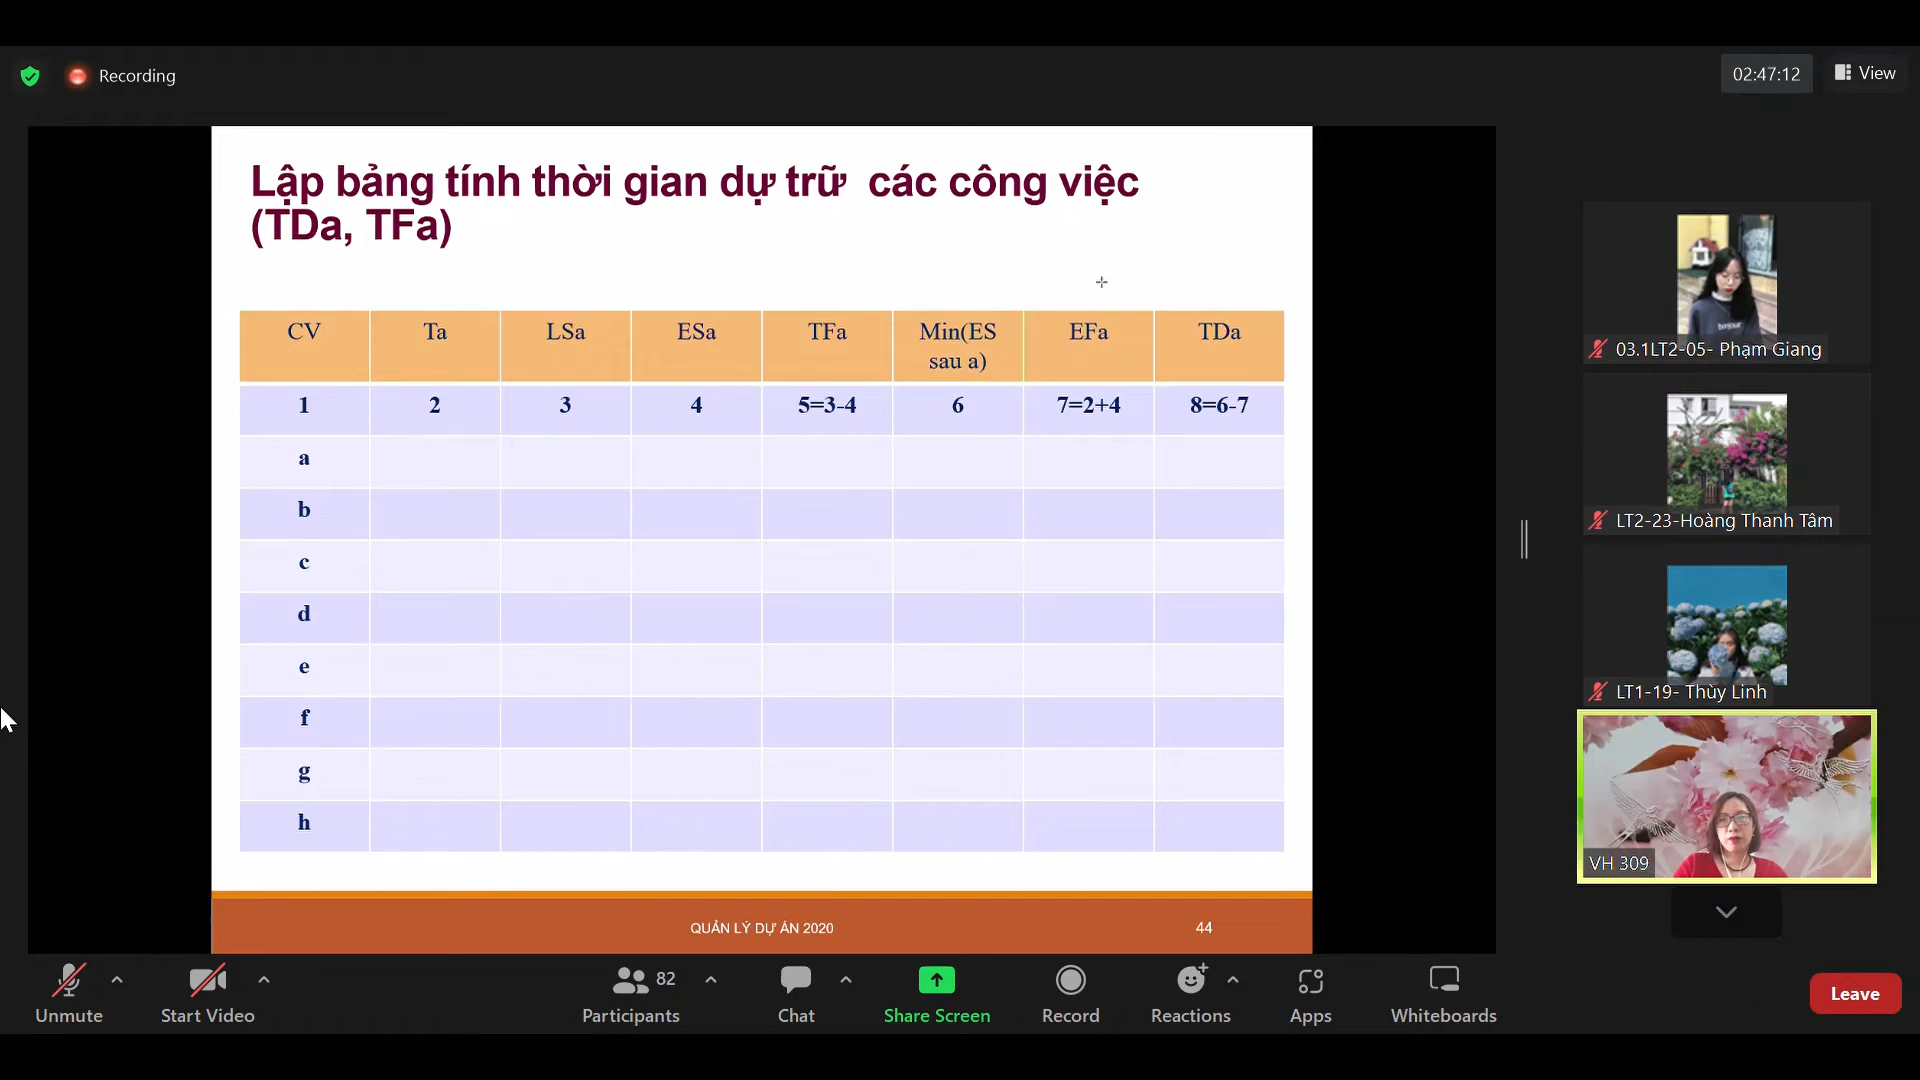 Recording
02:47:12
View
Lập bảng tính thời gian dự trữ các công việc
(TDa, TFa)
CV Ta LSa ESa TFa Min(ES sau a) EFa TDa
1 2 3 4 5=3-4 6 7=2+4 8=6-7
a
b
c
d
e
f
g
h
QUẢN LÝ DỰ ÁN 2020 44
03.1LT2-05- Phạm Giang
LT2-23-Hoàng Thanh Tâm
LT1-19- Thùy Linh
VH 309
Unmute
Start Video
82
Participants
Chat
Share Screen
Record
Reactions
Apps
Whiteboards
Leave